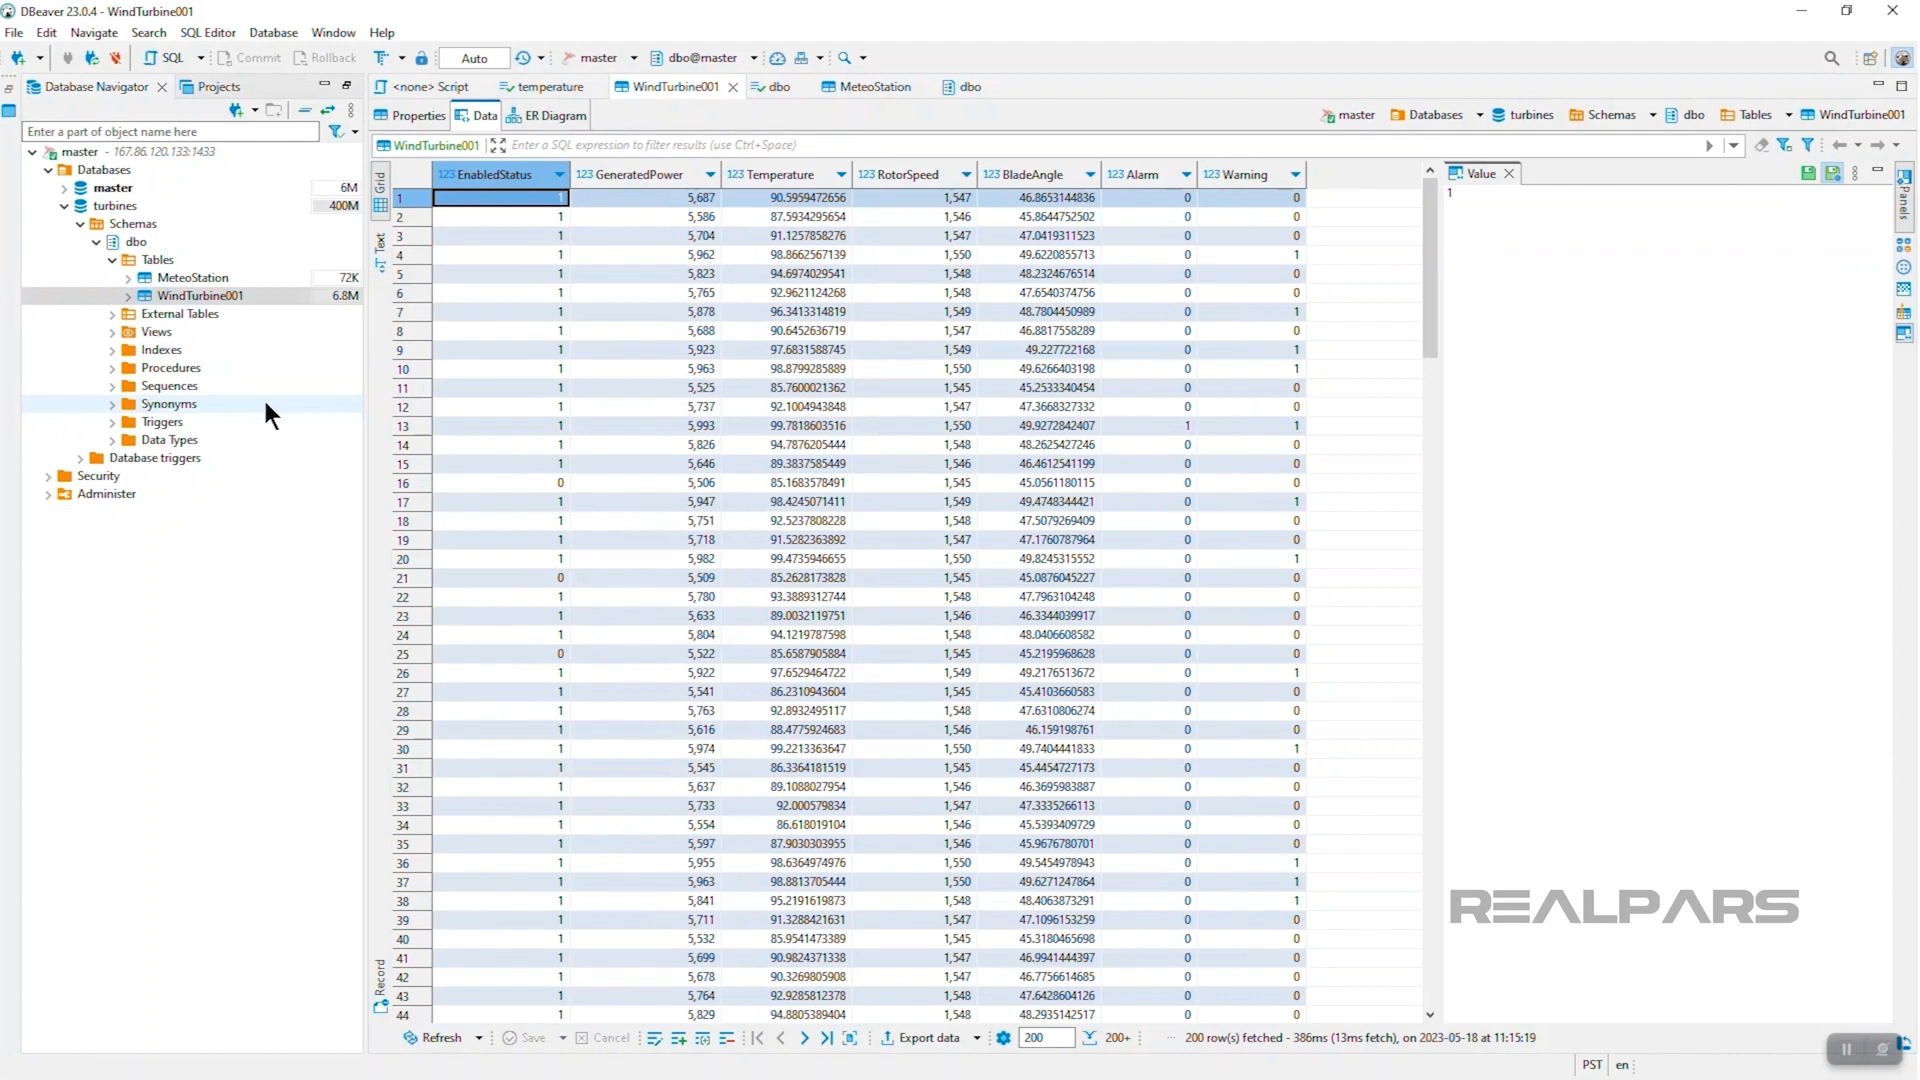 DBeaver 23.0.4 - WindTurbine001
File Edit Navigate Search SQL Editor Database Window Help
SQL Commit Rollback Auto master dbo@master
Database Navigator Projects
<none> Script temperature WindTurbine001 dbo MeteoStation dbo
Properties Data ER Diagram master Databases turbines Schemas dbo Tables WindTurbine001
Enter a part of object name here
WindTurbine001 Enter a SQL expression to filter results (use Ctrl+Space)
master - 167.86.120.133:1433
Databases
master 6M
turbines 400M
Schemas
dbo
Tables
MeteoStation 72K
WindTurbine001 6.8M
External Tables
Views
Indexes
Procedures
Sequences
Synonyms
Triggers
Data Types
Database triggers
Security
Administer
Grid
Text
Record
123 EnabledStatus 123 GeneratedPower 123 Temperature 123 RotorSpeed 123 BladeAngle 123 Alarm 123 Warning
1 1 5,687 90.5959472656 1,547 46.8653144836 0 0
2 1 5,586 87.5934295654 1,546 45.8644752502 0 0
3 1 5,704 91.1257858276 1,547 47.0419311523 0 0
4 1 5,962 98.8662567139 1,550 49.6220855713 0 1
5 1 5,823 94.6974029541 1,548 48.2324676514 0 0
6 1 5,765 92.9621124268 1,548 47.6540374756 0 0
7 1 5,878 96.3413314819 1,549 48.7804450989 0 1
8 1 5,688 90.6452636719 1,547 46.8817558289 0 0
9 1 5,923 97.6831588745 1,549 49.227722168 0 1
10 1 5,963 98.8799285889 1,550 49.6266403198 0 1
11 1 5,525 85.7600021362 1,545 45.2533340454 0 0
12 1 5,737 92.1004943848 1,547 47.3668327332 0 0
13 1 5,993 99.7818603516 1,550 49.9272842407 1 1
14 1 5,826 94.7876205444 1,548 48.2625427246 0 0
15 1 5,646 89.3837585449 1,546 46.4612541199 0 0
16 0 5,506 85.1683578491 1,545 45.0561180115 0 0
17 1 5,947 98.4245071411 1,549 49.4748344421 0 1
18 1 5,751 92.5237808228 1,548 47.5079269409 0 0
19 1 5,718 91.5282363892 1,547 47.1760787964 0 0
20 1 5,982 99.4735946655 1,550 49.8245315552 0 1
21 0 5,509 85.2628173828 1,545 45.0876045227 0 0
22 1 5,780 93.3889312744 1,548 47.7963104248 0 0
23 1 5,633 89.0032119751 1,546 46.3344039917 0 0
24 1 5,804 94.1219787598 1,548 48.0406608582 0 0
25 0 5,522 85.6587905884 1,545 45.2195968628 0 0
26 1 5,922 97.6529464722 1,549 49.2176513672 0 1
27 1 5,541 86.2310943604 1,545 45.4103660583 0 0
28 1 5,763 92.8932495117 1,548 47.6310806274 0 0
29 1 5,616 88.4775924683 1,546 46.159198761 0 0
30 1 5,974 99.2213363647 1,550 49.7404441833 0 1
31 1 5,545 86.3364181519 1,545 45.4454727173 0 0
32 1 5,637 89.1088027954 1,546 46.3695983887 0 0
33 1 5,733 92.000579834 1,547 47.3335266113 0 0
34 1 5,554 86.618019104 1,546 45.5393409729 0 0
35 1 5,597 87.9030303955 1,546 45.9676780701 0 0
36 1 5,955 98.6364974976 1,550 49.5454978943 0 1
37 1 5,963 98.8813705444 1,550 49.6271247864 0 1
38 1 5,841 95.2191619873 1,548 48.4063873291 0 1
39 1 5,711 91.3288421631 1,547 47.1096153259 0 0
40 1 5,532 85.9541473389 1,545 45.3180465698 0 0
41 1 5,699 90.9824371338 1,547 46.9941444397 0 0
42 1 5,678 90.3269805908 1,547 46.7756614685 0 0
43 1 5,764 92.9285812378 1,548 47.6428604126 0 0
44 1 5,829 94.8805389404 1,548 48.2935142517 0 0
Value
1
Panels
REALPARS
Refresh Save Cancel Export data 200 200+ 200 row(s) fetched - 386ms (13ms fetch), on 2023-05-18 at 11:15:19
PST en